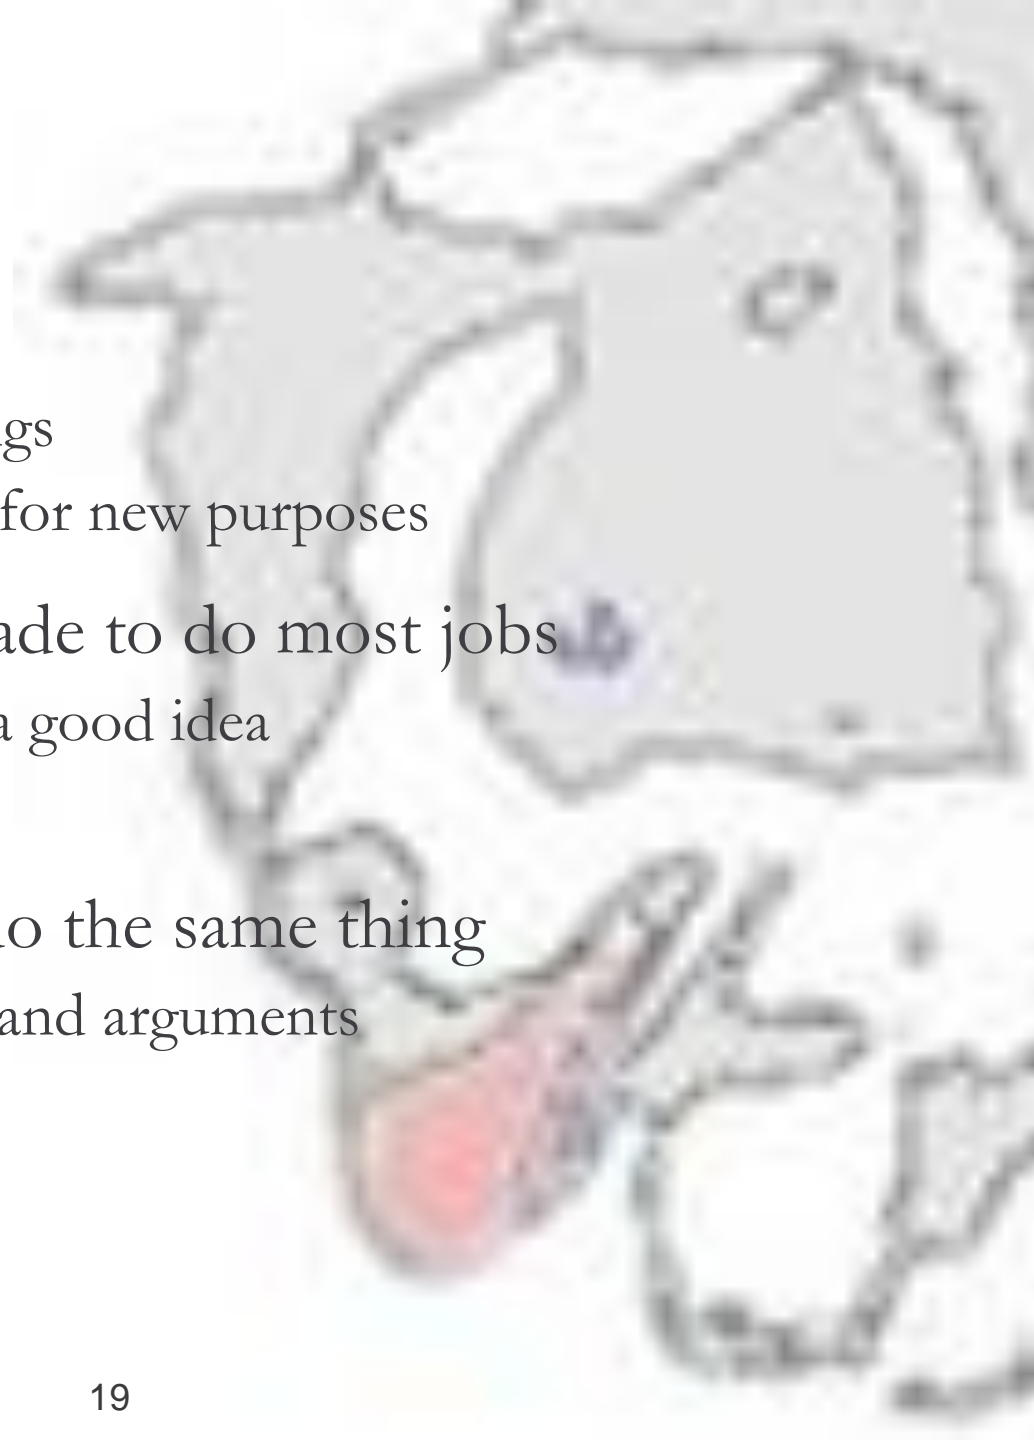 gs
for new purposes
ade to do most jobs
a good idea
o the same thing
and arguments
19